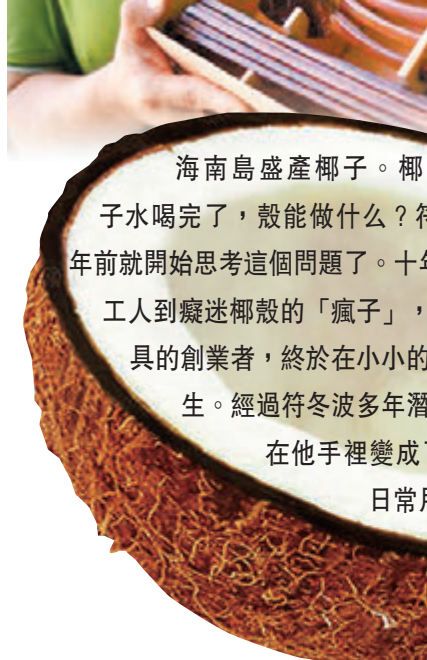 海南島盛產椰子。椰
子水喝完了，殼能做什么？符
年前就開始思考這個問題了。十年
工人到癡迷椰殼的「瘋子」，
具的創業者，終於在小小的
生。經過符冬波多年潛
在他手裡變成了
日常用